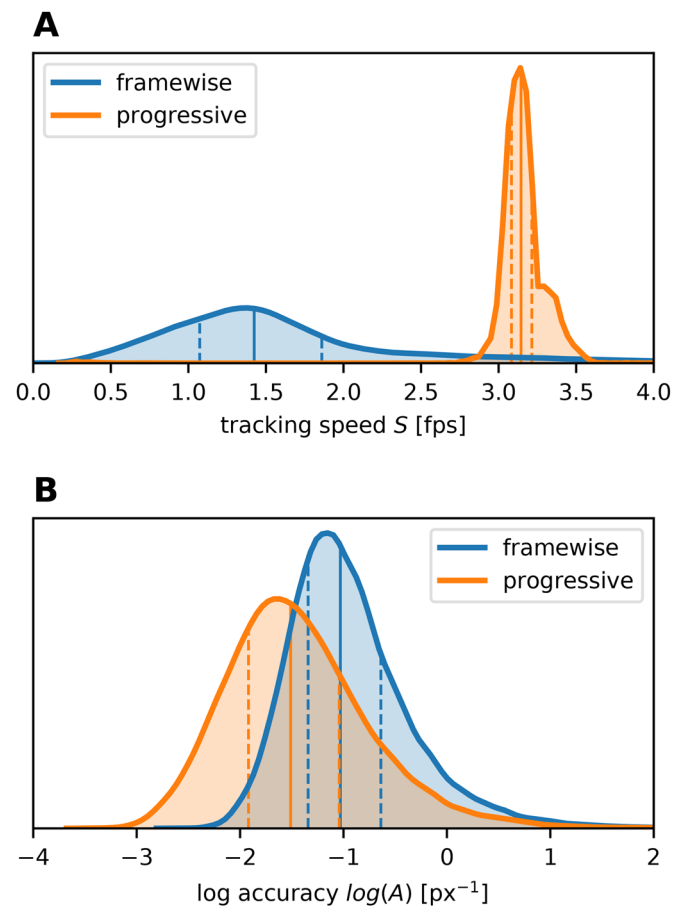 A
framewise
progressive
0.0 0.5 1.0 1.5 2.0 2.5 3.0 3.5 4.0
tracking speed S [fps]
B
framewise
progressive
−4 −3 −2 −1 0 1 2
log accuracy log(A) [px⁻¹]